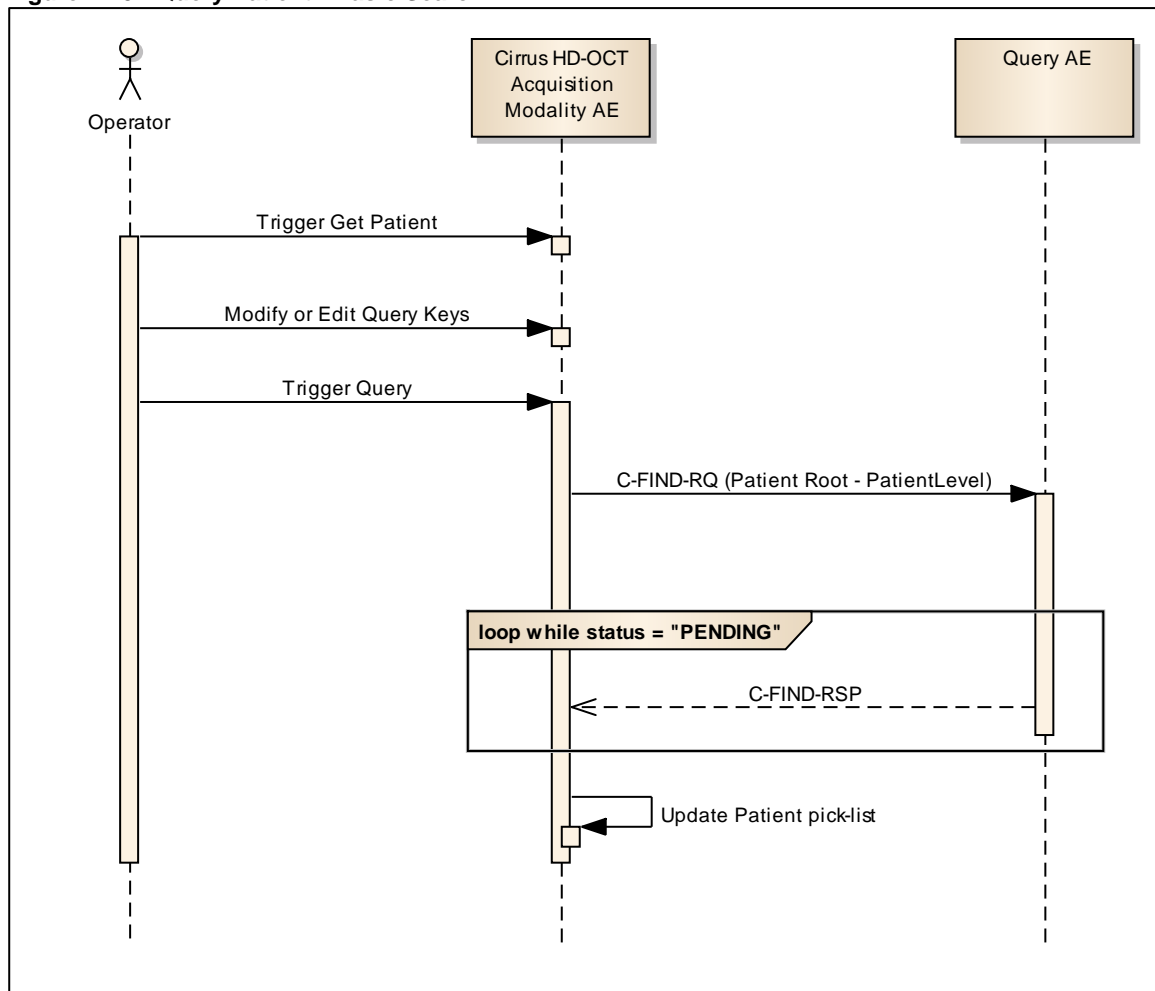 Operator
Cirrus HD-OCT
Acquisition
Modality AE
Query AE
Trigger Get Patient
Modify or Edit Query Keys
Trigger Query
C-FIND-RQ (Patient Root - PatientLevel)
loop while status = "PENDING"
C-FIND-RSP
Update Patient pick-list